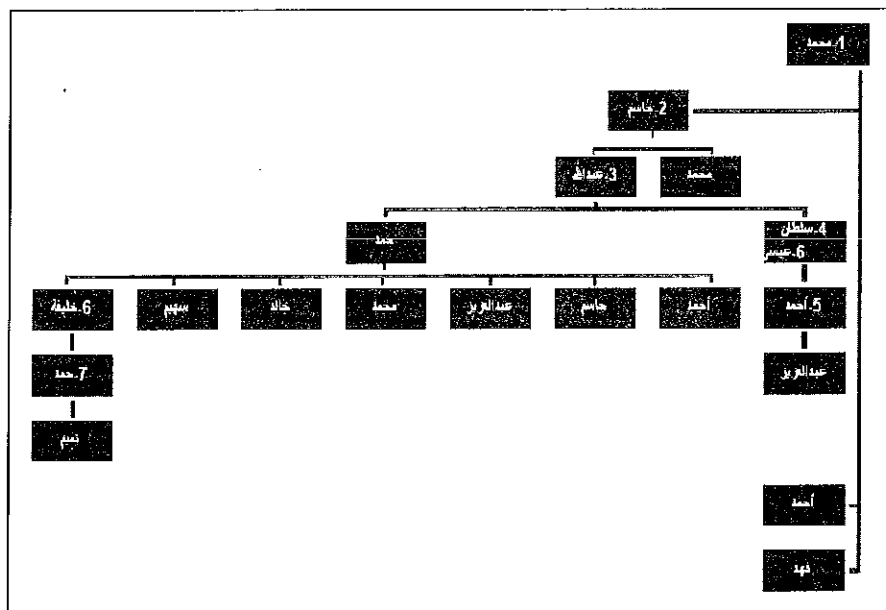 1.محمد
2.جاسم
محمد
3.عبدالله
4.سلطان
6.عيسى
حمد
أحمد
جاسم
عبدالعزيز
محمد
خالد
سهيم
6.خليفة
5.أحمد
7.حمد
عبدالعزيز
تميم
أحمد
فهد